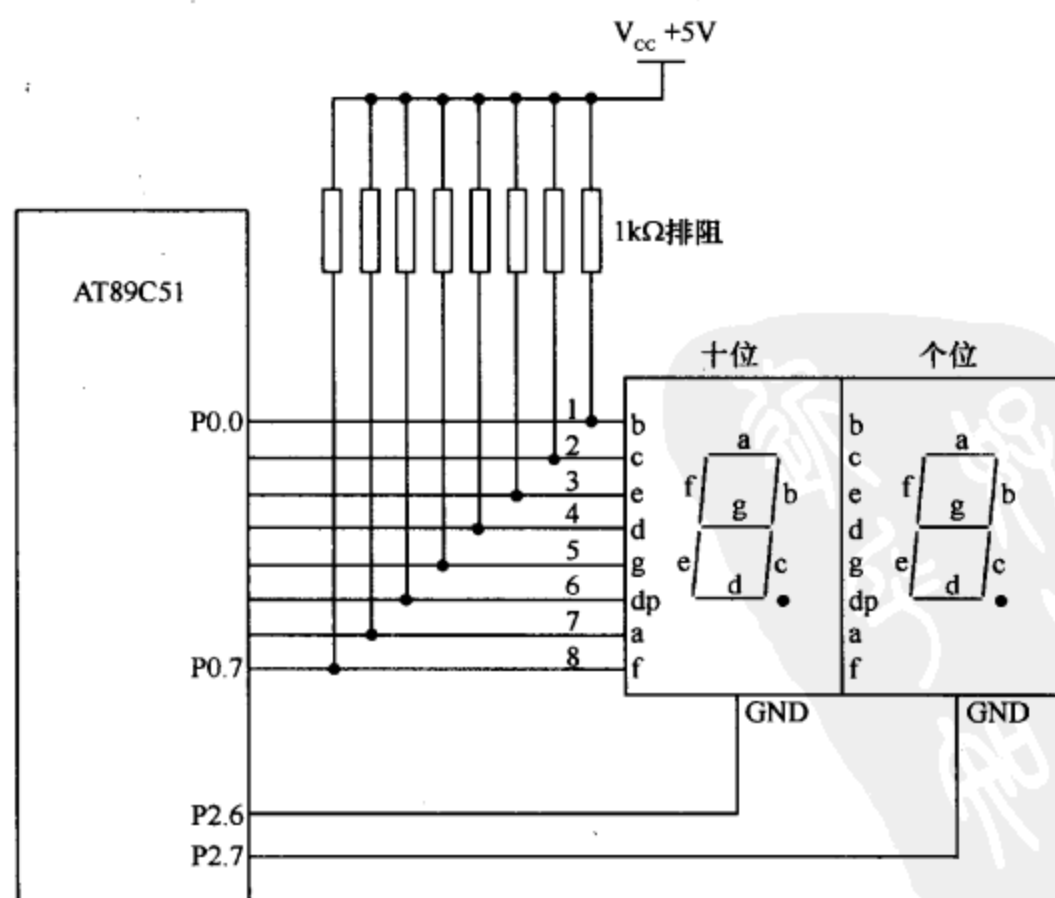 V_cc +5V
1kΩ排阻
AT89C51
十位
个位
P0.0
1
b
b
2
c
c
3
e
e
4
d
d
5
g
g
6
dp
dp
7
a
a
P0.7
8
f
f
a
f
b
g
e
c
d
a
f
b
g
e
c
d
GND
GND
P2.6
P2.7